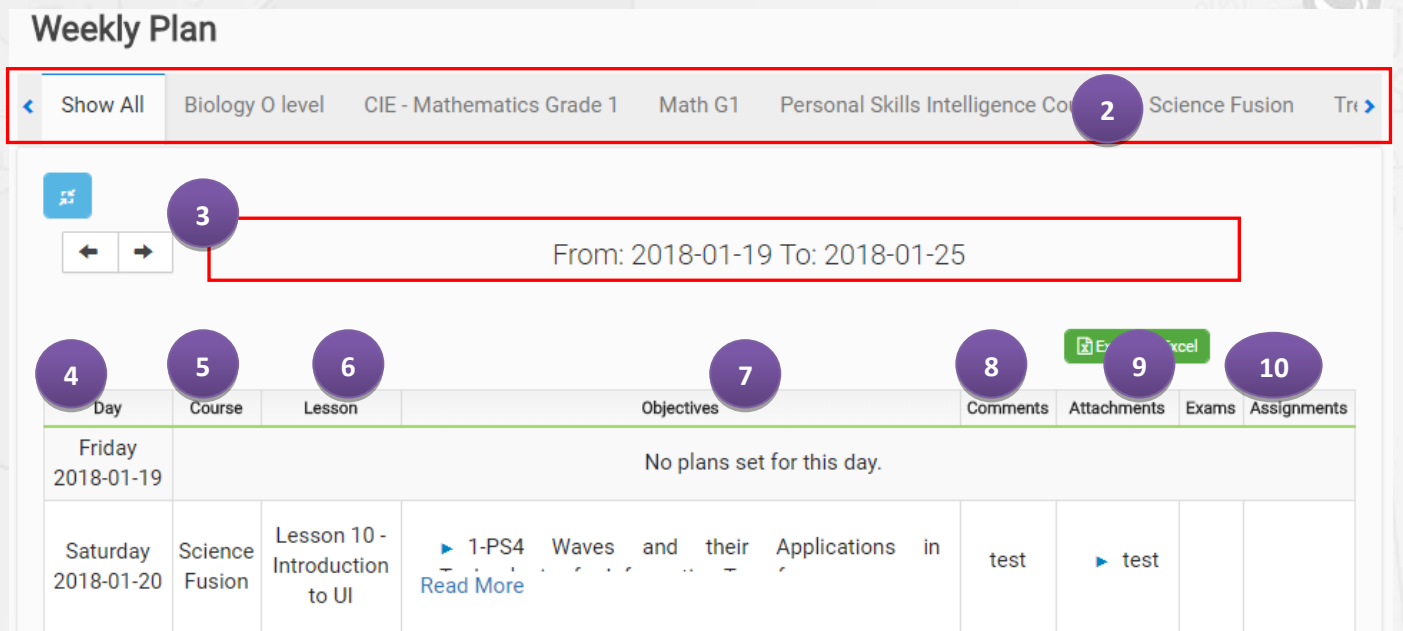 Weekly Plan
Show All Biology O level CIE - Mathematics Grade 1 Math G1 Personal Skills Intelligence 2 Science Fusion
3
From: 2018-01-19 To: 2018-01-25
Excel
4 5 6 7 8 9 10
Day Course Lesson Objectives Comments Attachments Exams Assignments
Friday
2018-01-19
No plans set for this day.
Saturday
2018-01-20
Science
Fusion
Lesson 10 -
Introduction
to UI
► 1-PS4 Waves and their Applications in
Read More
test
► test